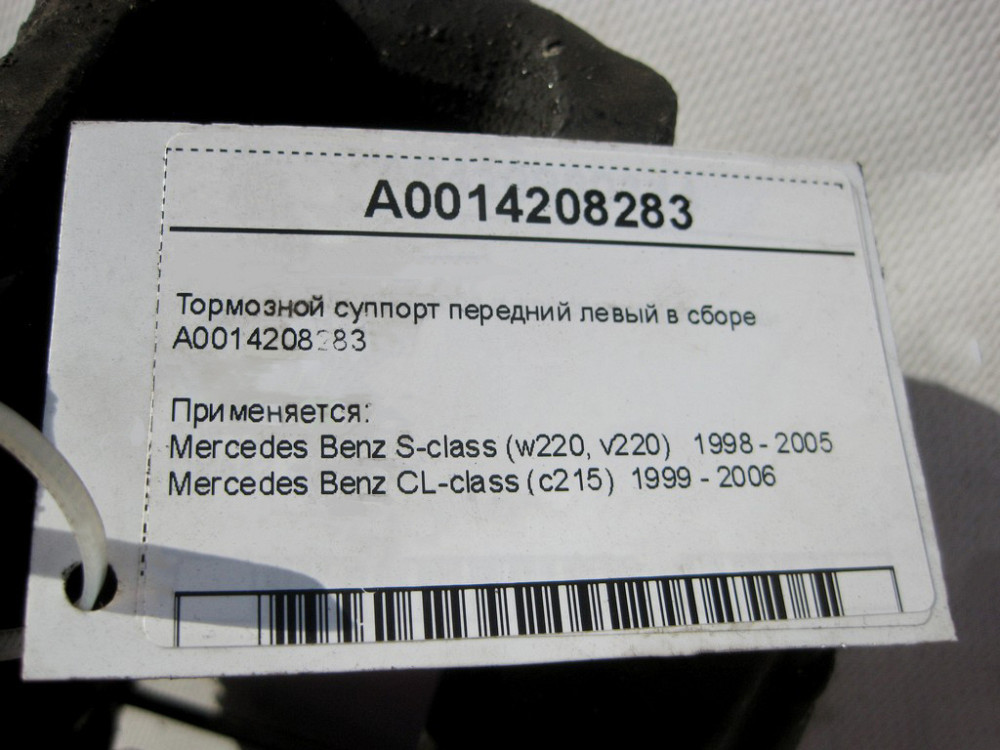 A0014208283
Тормозной суппорт передний левый в сборе
A0014208283
Применяется:
Mercedes Benz S-class (w220, v220) 1998 - 2005
Mercedes Benz CL-class (c215) 1999 - 2006